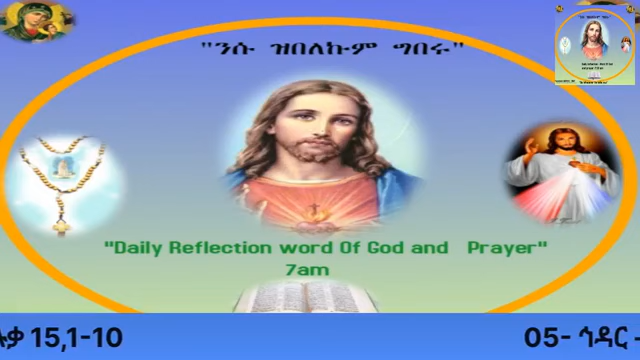 "ንሱ ዝበለኩም ግበሩ"
"Daily Reflection word Of God and Prayer"
7am
15,1-10
05- ኅዳር